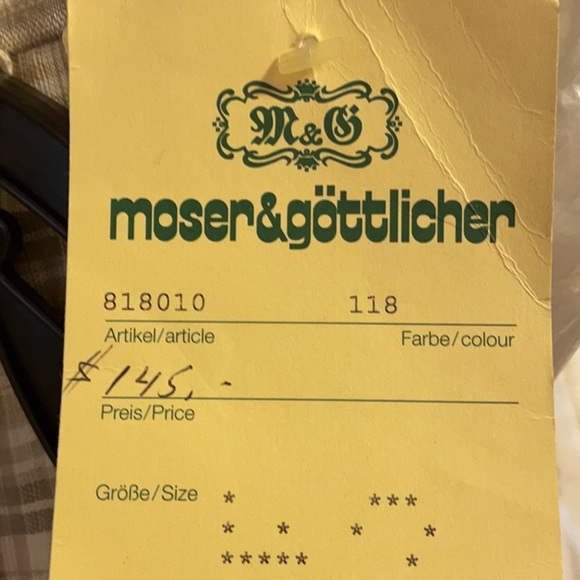 M&G
moser&göttlicher
818010 118
Artikel/article Farbe/colour
$ 145,-
Preis/Price
Größe/Size * ***
* * * *
***** *